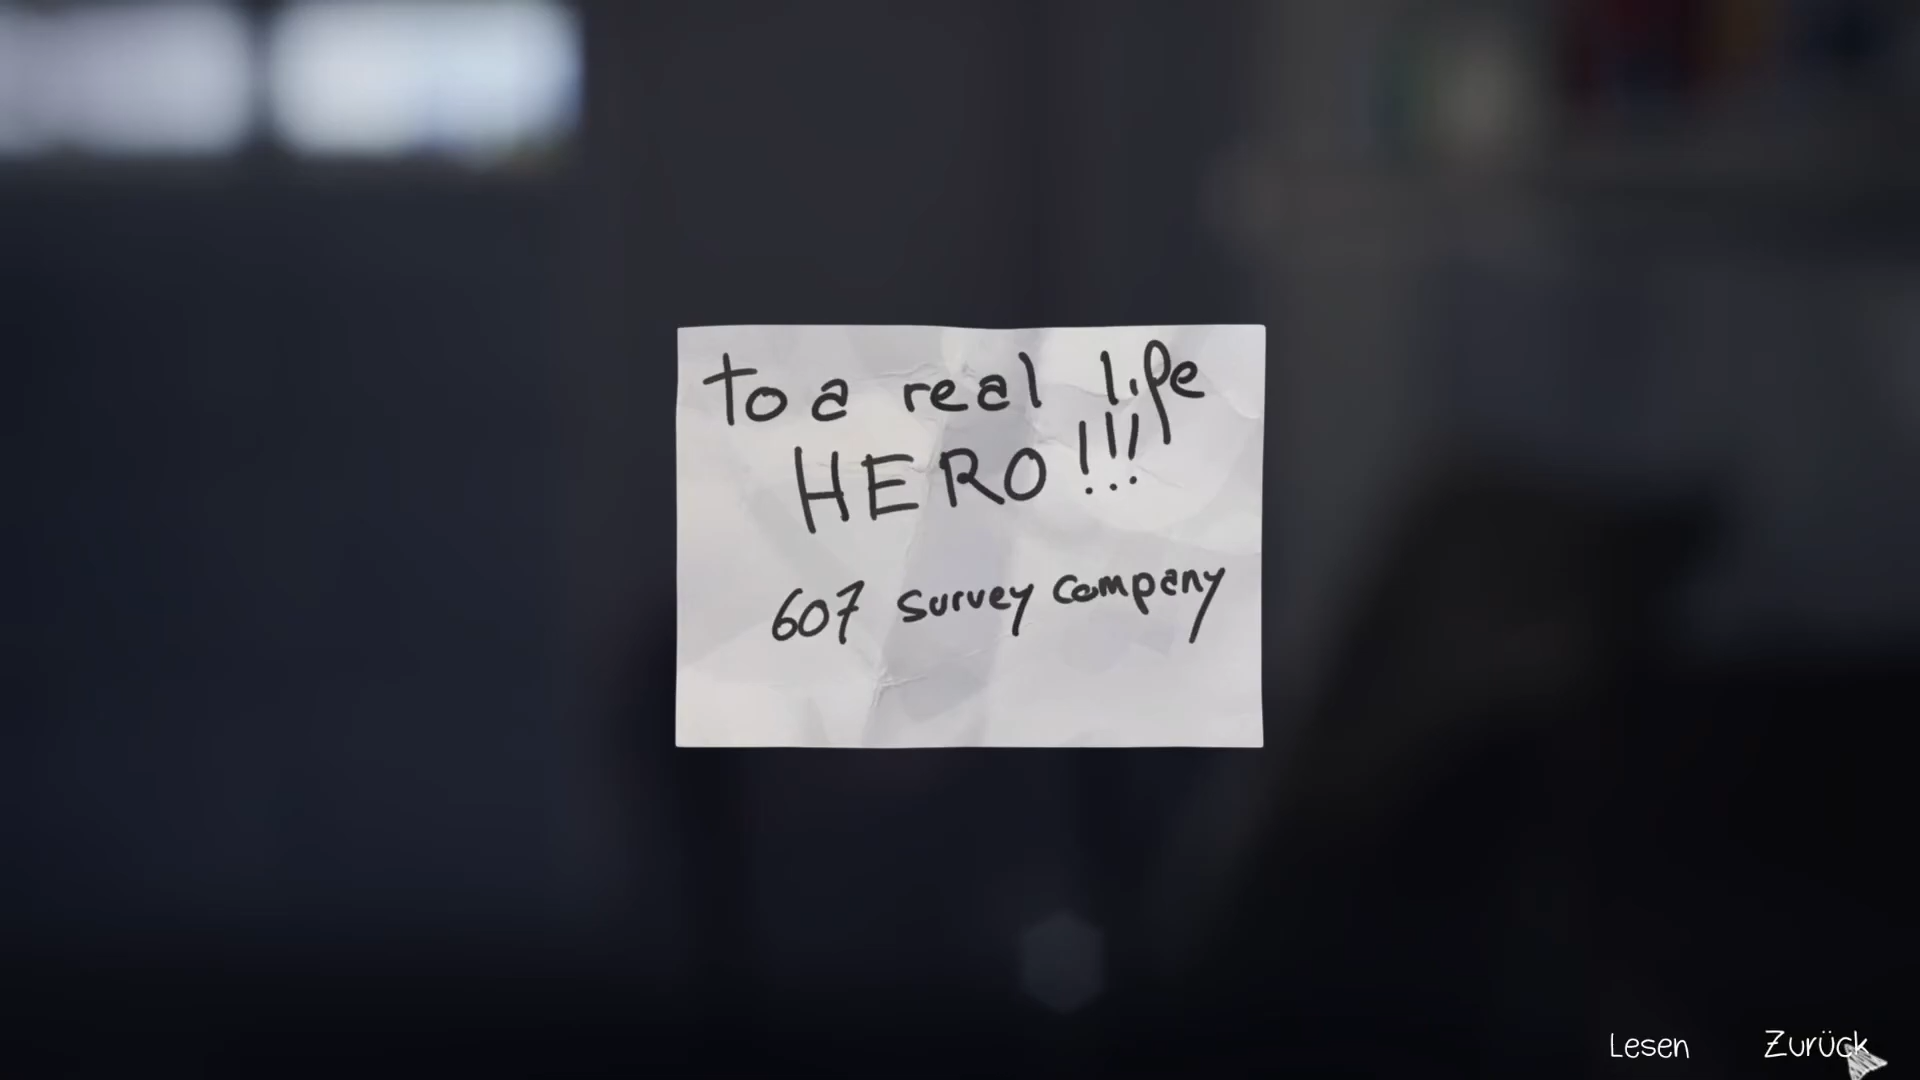 to a real life
HERO!!!
607 survey company
Lesen
Zurück